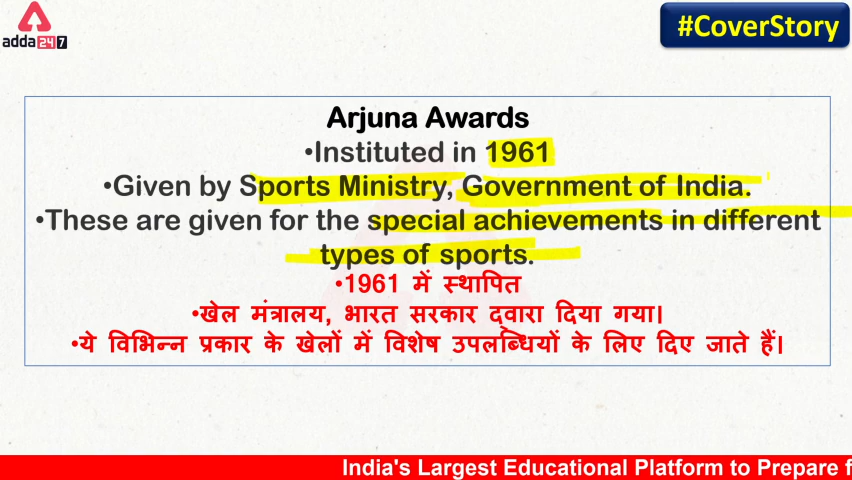 adda247
#CoverStory
Arjuna Awards
•Instituted in 1961
•Given by Sports Ministry, Government of India.
•These are given for the special achievements in different
types of sports.
•1961 में स्थापित
•खेल मंत्रालय, भारत सरकार द्वारा दिया गया।
•ये विभिन्न प्रकार के खेलों में विशेष उपलब्धियों के लिए दिए जाते हैं।
India's Largest Educational Platform to Prepare f